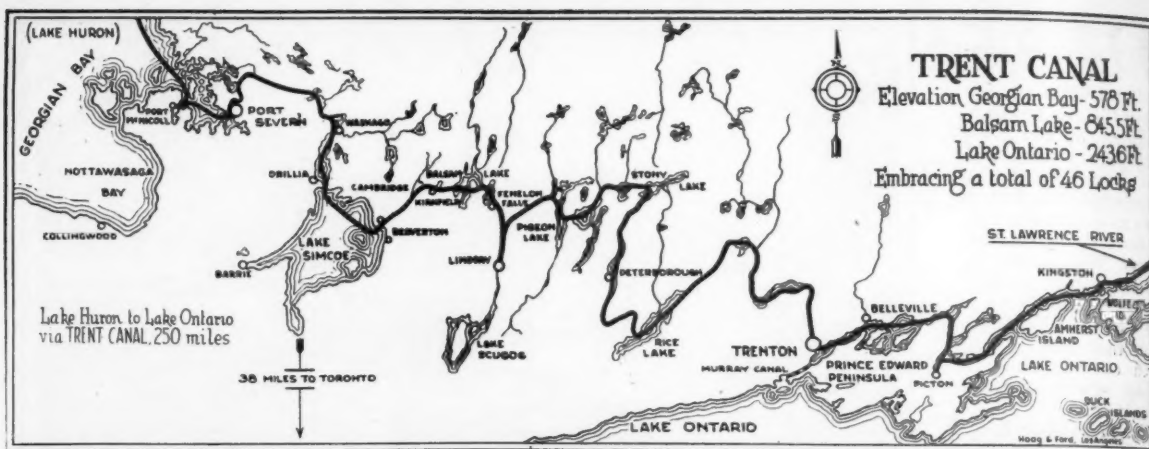 (LAKE HURON)
GEORGIAN BAY
PORT
McNICOLL
PORT
SEVERN
WASHAGO
NOTTAWASAGA
BAY
ORILLIA
COLLINGWOOD
BARRIE
LAKE
SIMCOE
BEAVERTON
CAMBRIDGE
KIRKFIELD
BALSAM
LAKE
FENELON
FALLS
LINDSAY
PIGEON
LAKE
STONY
LAKE
LAKE
SCUGOG
PETERBOROUGH
RICE
LAKE
TRENTON
MURRAY CANAL
BELLEVILLE
PRINCE EDWARD
PENINSULA
PICTON
KINGSTON
ST. LAWRENCE RIVER
WOLFE
ID.
AMHERST
ISLAND
LAKE ONTARIO
LAKE ONTARIO
DUCK
ISLANDS
TRENT CANAL
Elevation Georgian Bay - 578 Ft.
Balsam Lake - 845.5 Ft.
Lake Ontario - 243.6 Ft
Embracing a total of 46 Locks
Lake Huron to Lake Ontario
via TRENT CANAL, 250 miles
38 MILES TO TORONTO
Hoag & Ford, Los Angeles